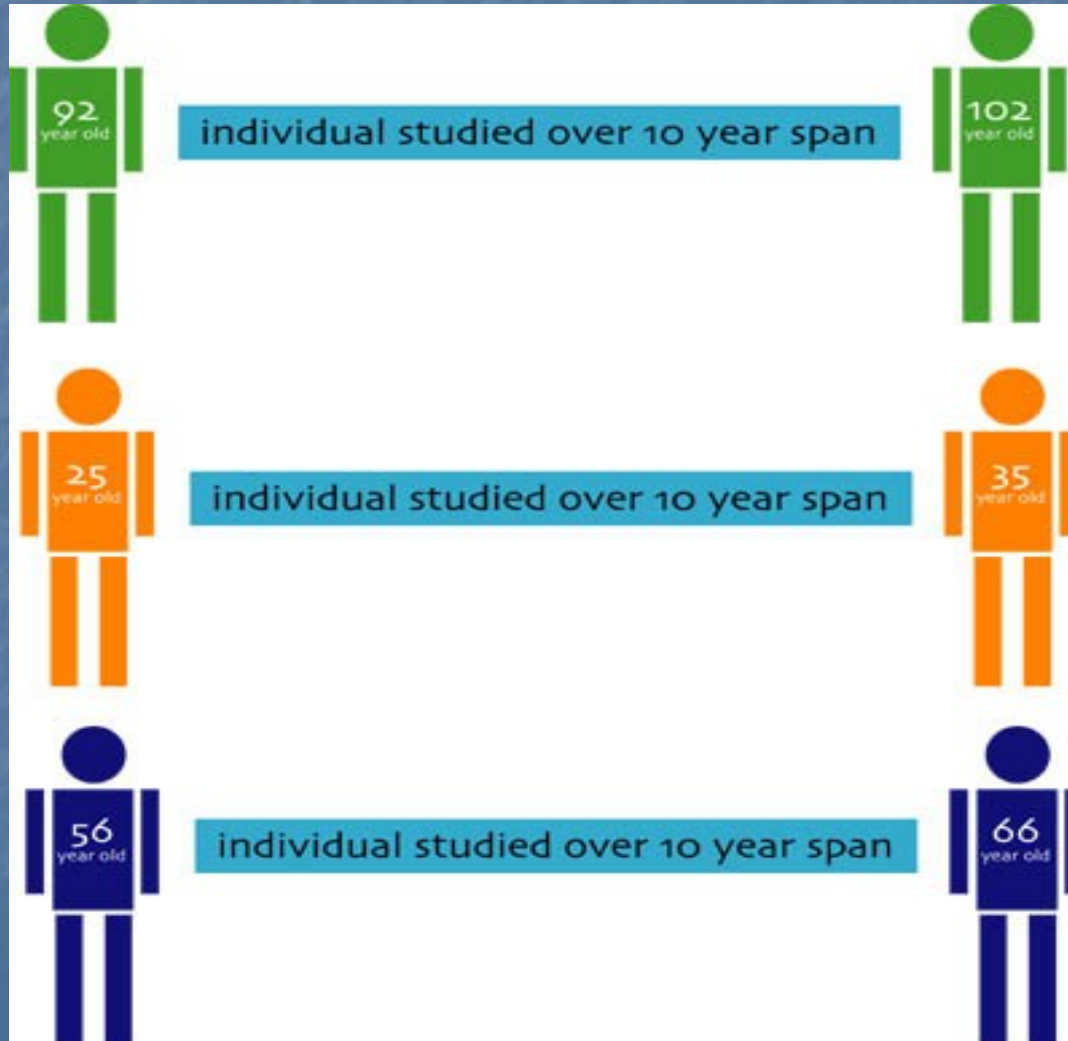 92
year old
individual studied over 10 year span
102
year old
25
year old
individual studied over 10 year span
35
year old
56
year old
individual studied over 10 year span
66
year old